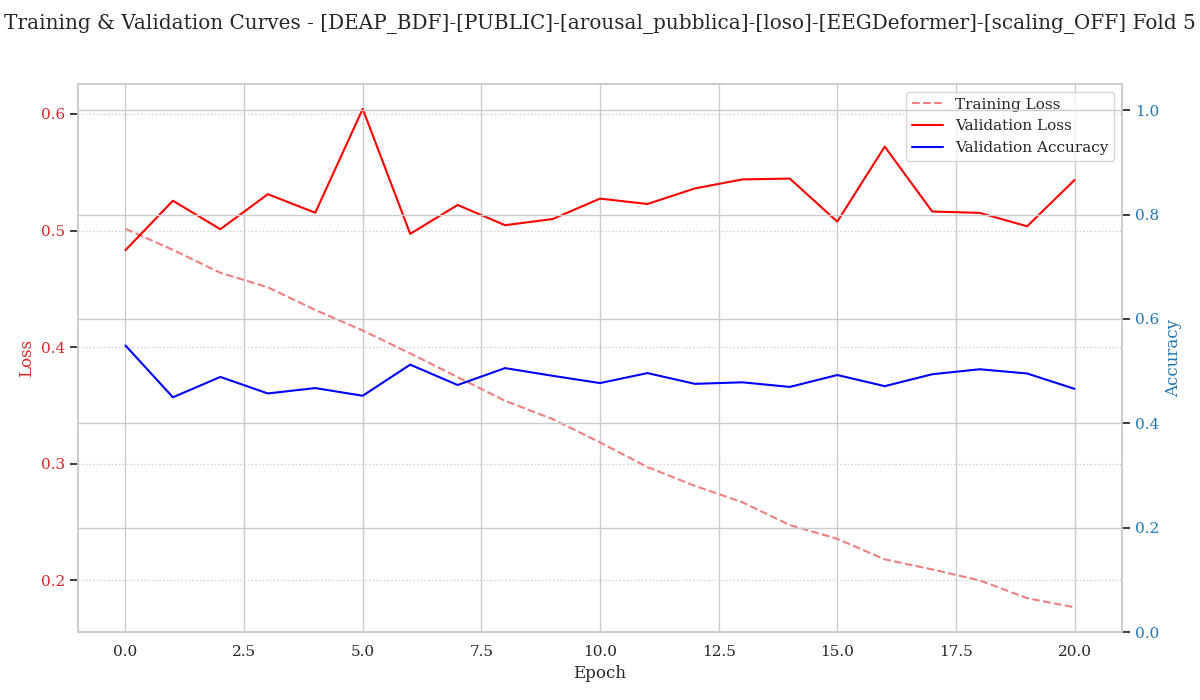 Training & Validation Curves - [DEAP_BDF]-[PUBLIC]-[arousal_pubblica]-[loso]-[EEGDeformer]-[scaling_OFF] Fold 5
Training Loss
Validation Loss
Validation Accuracy
Loss
0.6
0.5
0.4
0.3
0.2
1.0
0.8
0.6
0.4
0.2
0.0
Accuracy
0.0 2.5 5.0 7.5 10.0 12.5 15.0 17.5 20.0
Epoch